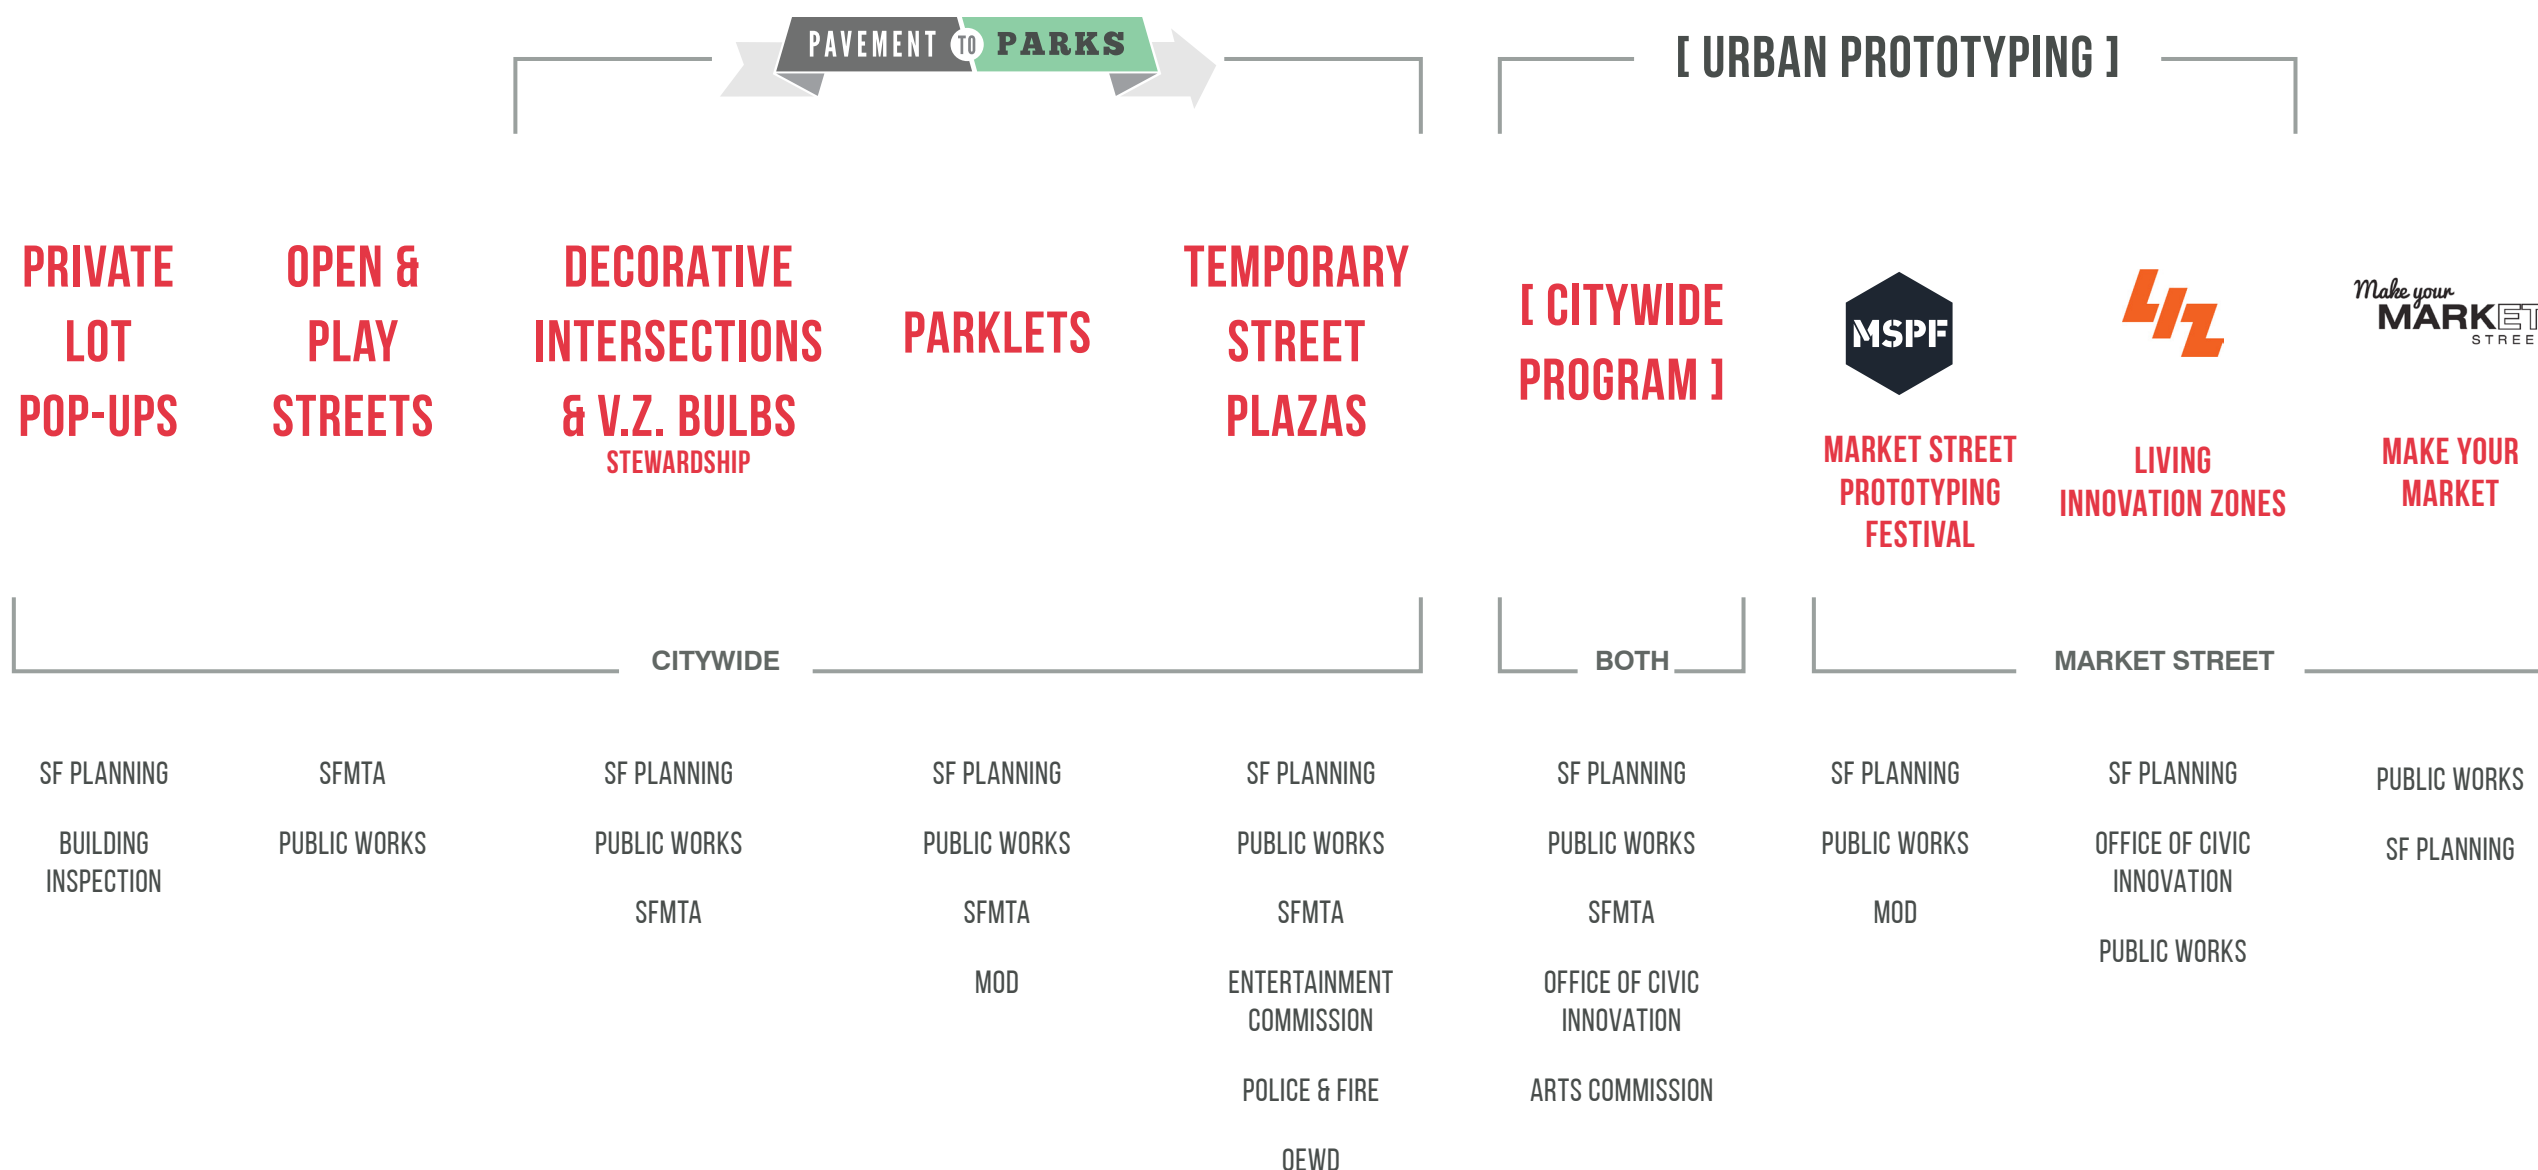 PAVEMENT TO PARKS
[ URBAN PROTOTYPING ]
PRIVATE
LOT
POP-UPS
OPEN &
PLAY
STREETS
DECORATIVE
INTERSECTIONS
& V.Z. BULBS
STEWARDSHIP
PARKLETS
TEMPORARY
STREET
PLAZAS
[ CITYWIDE
PROGRAM ]
MSPF
MARKET STREET
PROTOTYPING
FESTIVAL
LIZ
LIVING
INNOVATION ZONES
Make your
MARKET
STREE
MAKE YOUR
MARKET
CITYWIDE
BOTH
MARKET STREET
SF PLANNING
BUILDING
INSPECTION
SFMTA
PUBLIC WORKS
SF PLANNING
PUBLIC WORKS
SFMTA
SF PLANNING
PUBLIC WORKS
SFMTA
MOD
SF PLANNING
PUBLIC WORKS
SFMTA
ENTERTAINMENT
COMMISSION
POLICE & FIRE
OEWD
SF PLANNING
PUBLIC WORKS
SFMTA
OFFICE OF CIVIC
INNOVATION
ARTS COMMISSION
SF PLANNING
PUBLIC WORKS
MOD
SF PLANNING
OFFICE OF CIVIC
INNOVATION
PUBLIC WORKS
PUBLIC WORKS
SF PLANNING